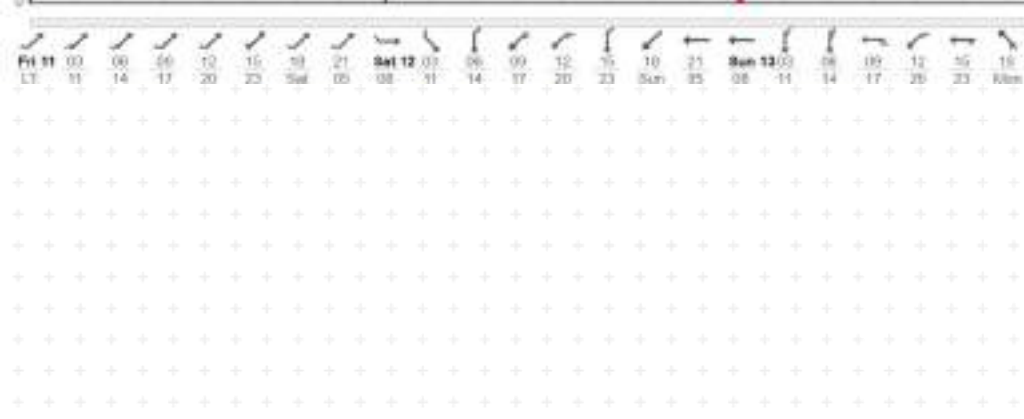 0
Fri 11 03 06 09 12 15 18 21 Sat 12 03 06 09 12 15 18 21 Sun 13 03 06 09 12 15 18
LT 11 14 17 20 23 Sat 05 08 11 14 17 20 23 Sun 05 08 11 14 17 20 23 Mon